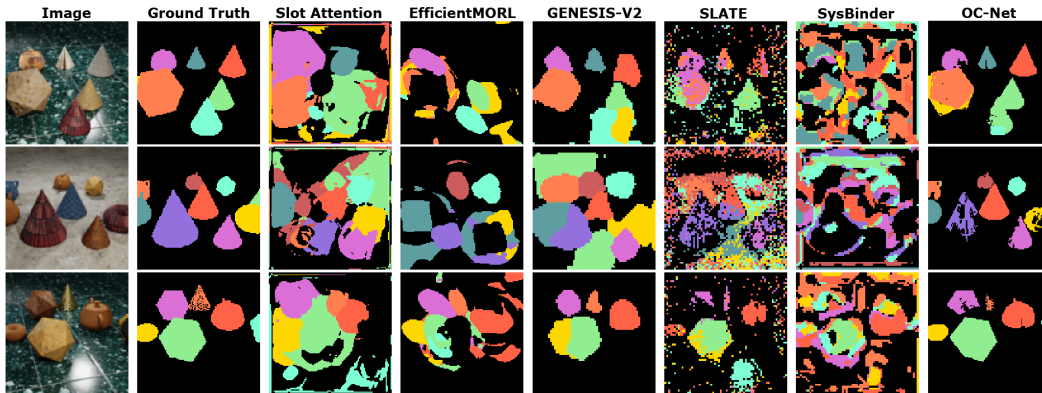 Image Ground Truth Slot Attention EfficientMORL GENESIS-V2 SLATE SysBinder OC-Net